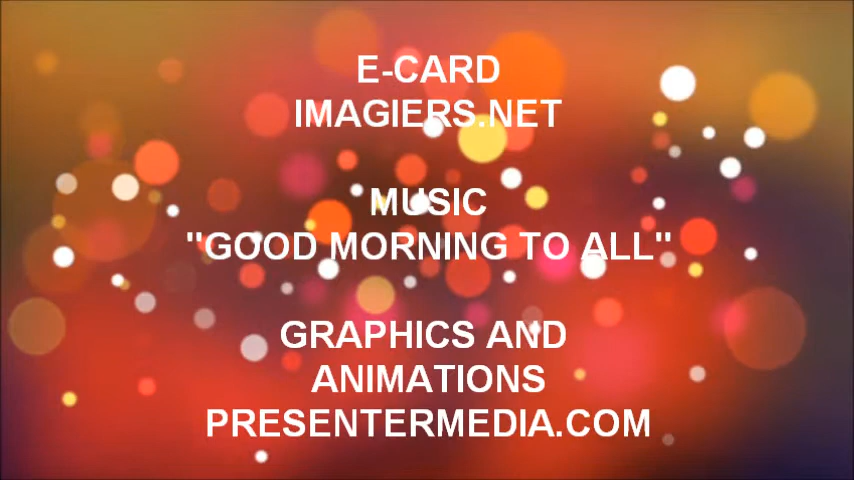 E-CARD
IMAGIERS.NET
MUSIC
"GOOD MORNING TO ALL"
GRAPHICS AND
ANIMATIONS
PRESENTERMEDIA.COM